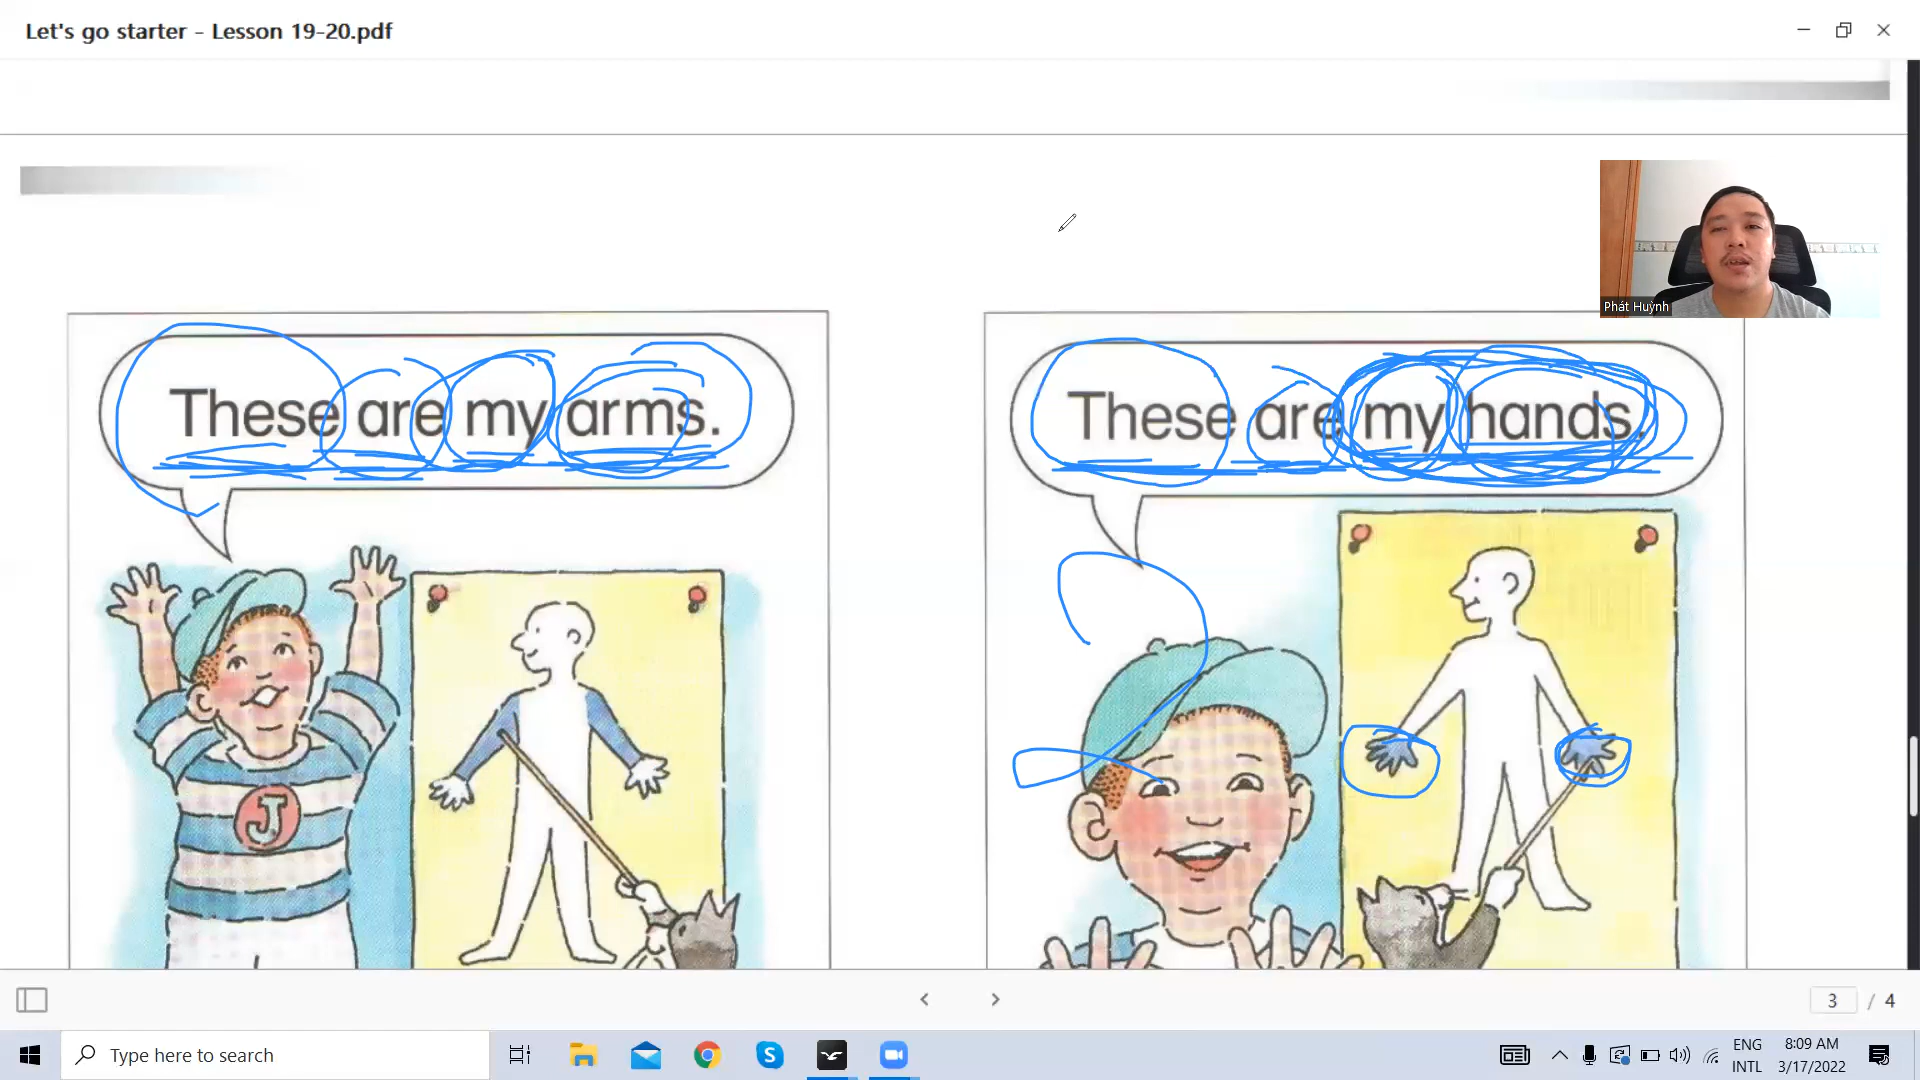 Let's go starter - Lesson 19-20.pdf
Phát Huỳnh
These are my arms.
These are my hands.
J
3 / 4
Type here to search
S
ENG
INTL
8:09 AM
3/17/2022